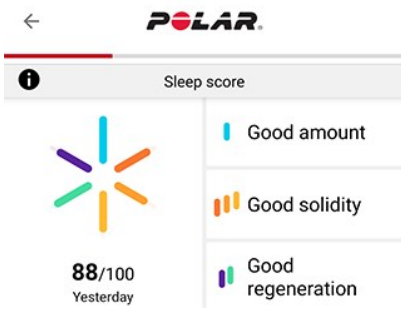 POLAR.
Sleep score
Good amount
Good solidity
Good
regeneration
88/100
Yesterday